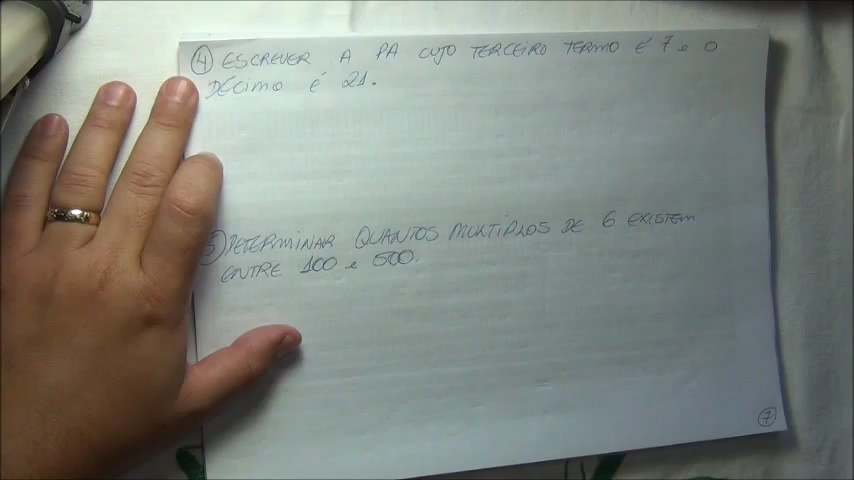 4 ESCREVER A PA CUJO TERCEIRO TERMO É 7 e O
DÉCIMO É 21.
5) DETERMINAR QUANTOS MÚLTIPLOS DE 6 EXISTEM
ENTRE 100 e 500.
7